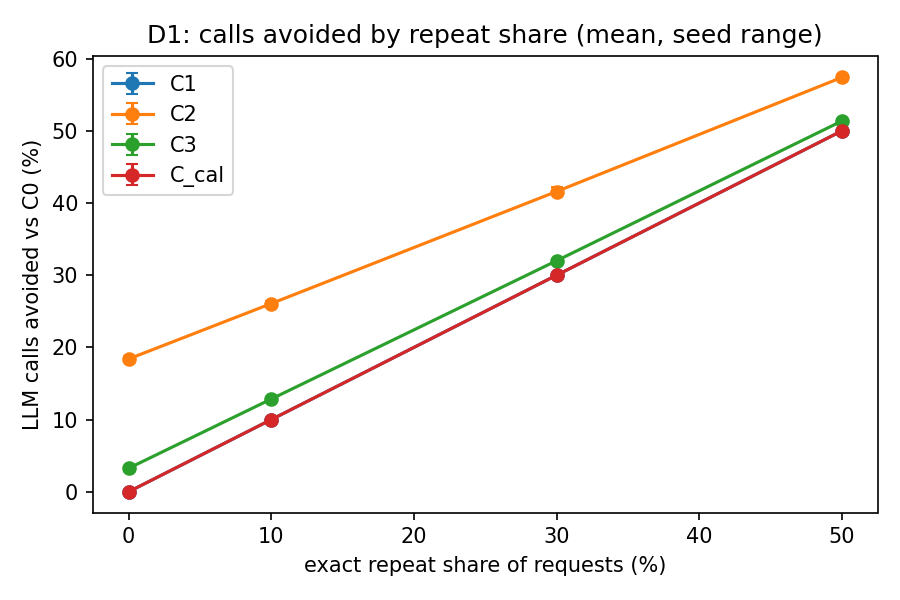 D1: calls avoided by repeat share (mean, seed range)
LLM calls avoided vs C0 (%)
60
50
40
30
20
10
0
C1
C2
C3
C_cal
0 10 20 30 40 50
exact repeat share of requests (%)